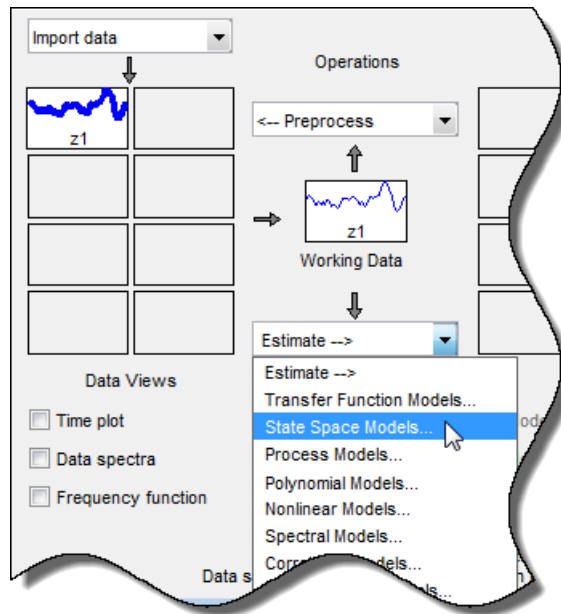 Import data
Operations
z1
<-- Preprocess
z1
Working Data
Estimate -->
Data Views
Time plot
Data spectra
Frequency function
Estimate -->
Transfer Function Models...
State Space Models...
Process Models...
Polynomial Models...
Nonlinear Models...
Spectral Models...
Data